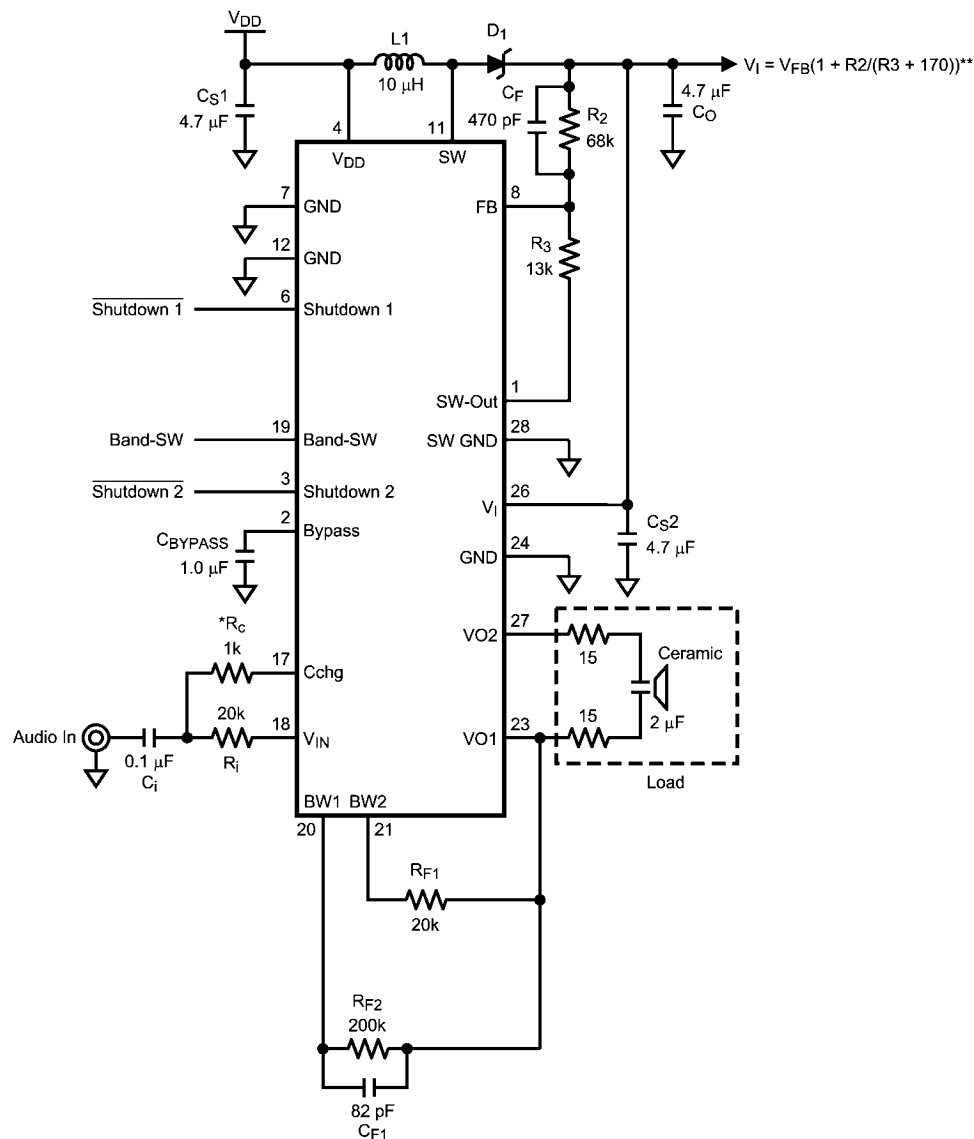 VDD
L1
10 µH
D1
VI = VFB(1 + R2/(R3 + 170))**
CS1
4.7 µF
4
VDD
11
SW
CF
470 pF
R2
68k
4.7 µF
CO
7
GND
8
FB
12
GND
R3
13k
Shutdown 1
6
Shutdown 1
1
SW-Out
Band-SW
19
Band-SW
28
SW GND
Shutdown 2
3
Shutdown 2
26
VI
CS2
4.7 µF
2
Bypass
CBYPASS
1.0 µF
24
GND
27
VO2
15
Ceramic
2 µF
*Rc
1k
17
Cchg
Audio In
0.1 µF
Ci
20k
Ri
18
VIN
23
VO1
15
Load
BW1
BW2
20
21
RF1
20k
RF2
200k
82 pF
CF1